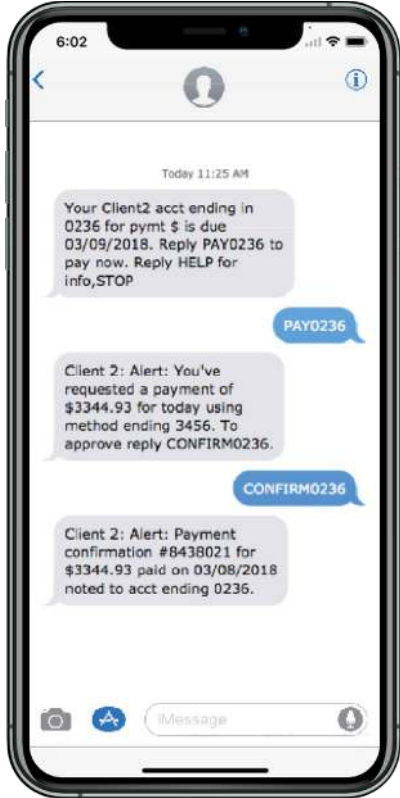 6:02
Today 11:25 AM
Your Client2 acct ending in
0236 for pymt $ is due
03/09/2018. Reply PAY0236 to
pay now. Reply HELP for
info,STOP
PAY0236
Client 2: Alert: You've
requested a payment of
$3344.93 for today using
method ending 3456. To
approve reply CONFIRM0236.
CONFIRM0236
Client 2: Alert: Payment
confirmation #8438021 for
$3344.93 paid on 03/08/2018
noted to acct ending 0236.
iMessage